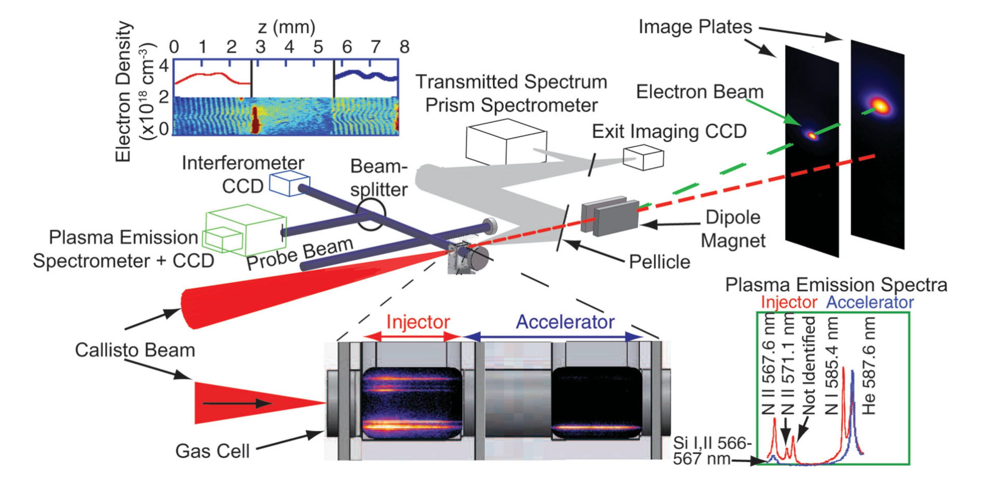 z (mm)
0 1 2 3 4 5 6 7 8
Electron Density
(x10¹⁸ cm⁻³)
4
2
0
Image Plates
Transmitted Spectrum
Prism Spectrometer
Electron Beam
Exit Imaging CCD
Interferometer
CCD
Beam-
splitter
Dipole
Magnet
Plasma Emission
Spectrometer + CCD
Probe Beam
Pellicle
Callisto Beam
Injector
Accelerator
Gas Cell
Plasma Emission Spectra
Injector Accelerator
N II 567.6 nm
N II 571.1 nm
Not Identified
N I 585.4 nm
He 587.6 nm
Si I,II 566-
567 nm